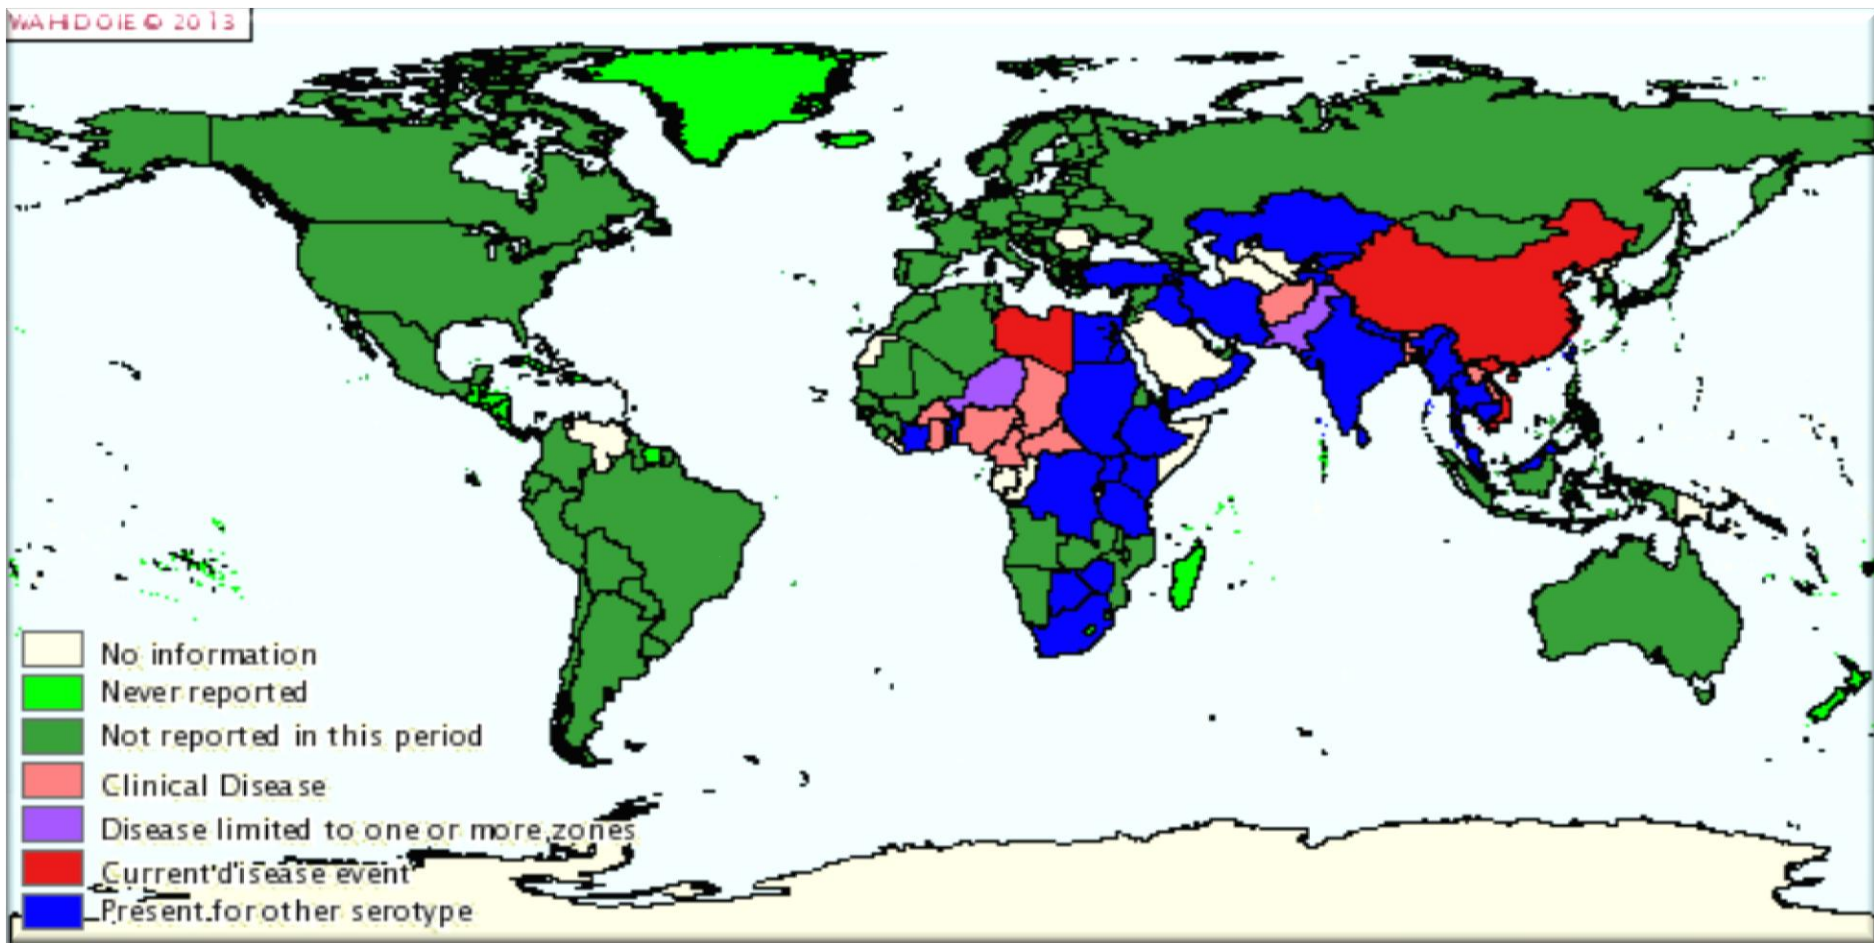 WAHID OIE © 2013
No information
Never reported
Not reported in this period
Clinical Disease
Disease limited to one or more zones
Current disease event
Present for other serotype